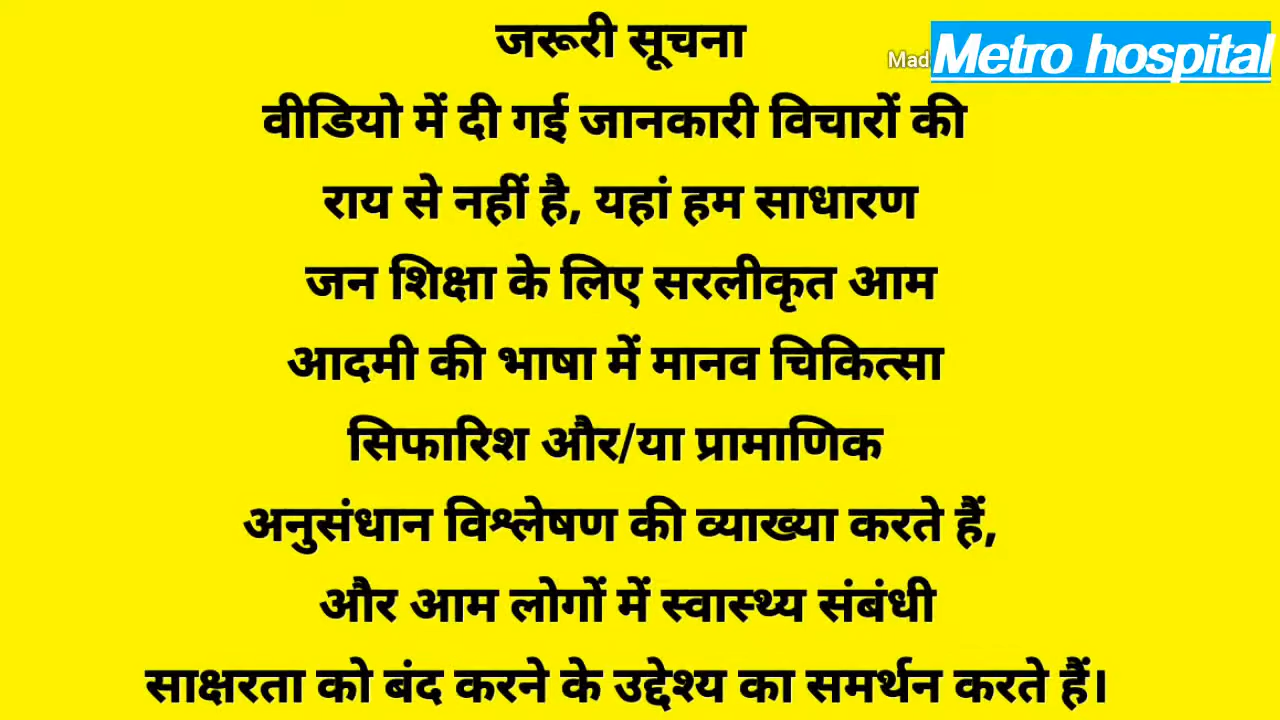 जरूरी सूचना
Mad
Metro hospital
वीडियो में दी गई जानकारी विचारों की
राय से नहीं है, यहां हम साधारण
जन शिक्षा के लिए सरलीकृत आम
आदमी की भाषा में मानव चिकित्सा
सिफारिश और/या प्रामाणिक
अनुसंधान विश्लेषण की व्याख्या करते हैं,
और आम लोगों में स्वास्थ्य संबंधी
साक्षरता को बंद करने के उद्देश्य का समर्थन करते हैं।